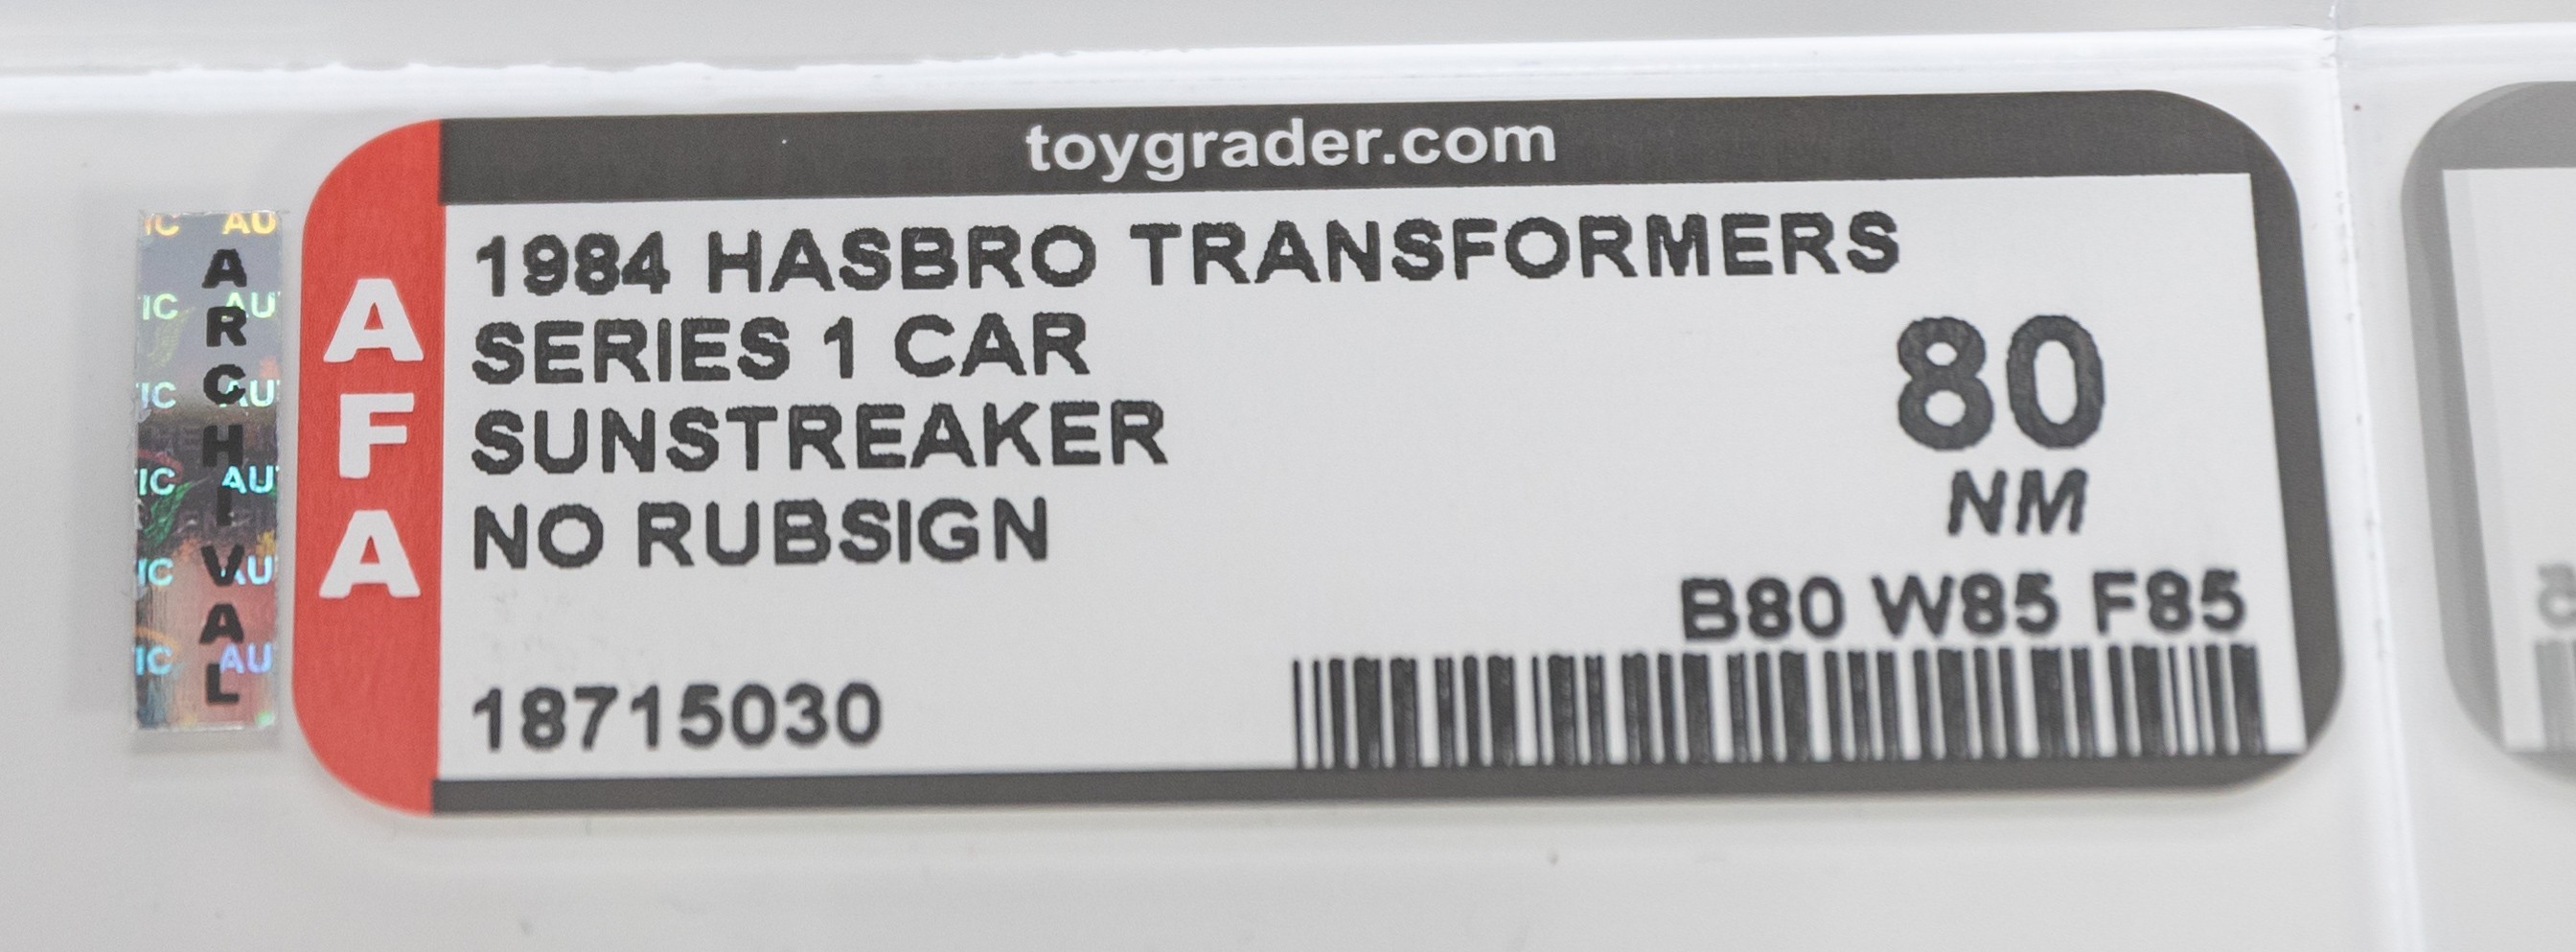 toygrader.com
ARCHIVAL
AFA
1984 HASBRO TRANSFORMERS
SERIES 1 CAR
SUNSTREAKER
NO RUBSIGN
80
NM
B80 W85 F85
18715030